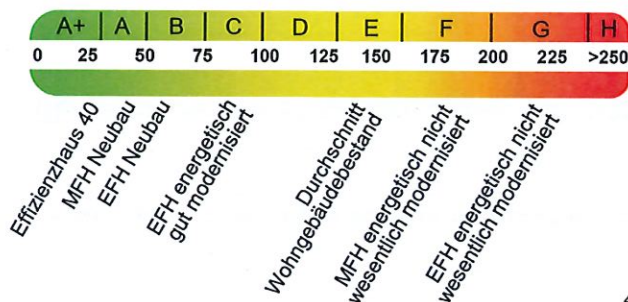 A+ A B C D E F G H
0 25 50 75 100 125 150 175 200 225 >250
Effizienzhaus 40
MFH Neubau
EFH Neubau
EFH energetisch
gut modernisiert
Durchschnitt
Wohngebäudebestand
MFH energetisch nicht
wesentlich modernisiert
EFH energetisch nicht
wesentlich modernisiert